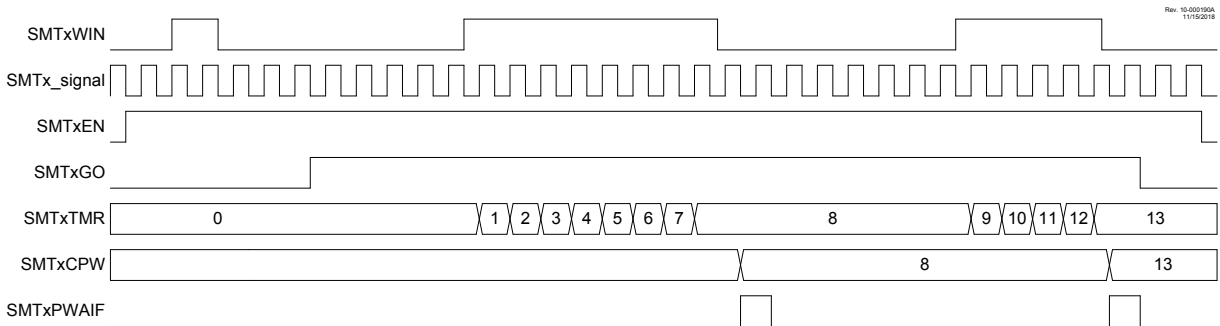 Rev. 10-000190A
11/15/2018
SMTxWIN
SMTx_signal
SMTxEN
SMTxGO
SMTxTMR 0 1 2 3 4 5 6 7 8 9 10 11 12 13
SMTxCPW 8 13
SMTxPWAIF